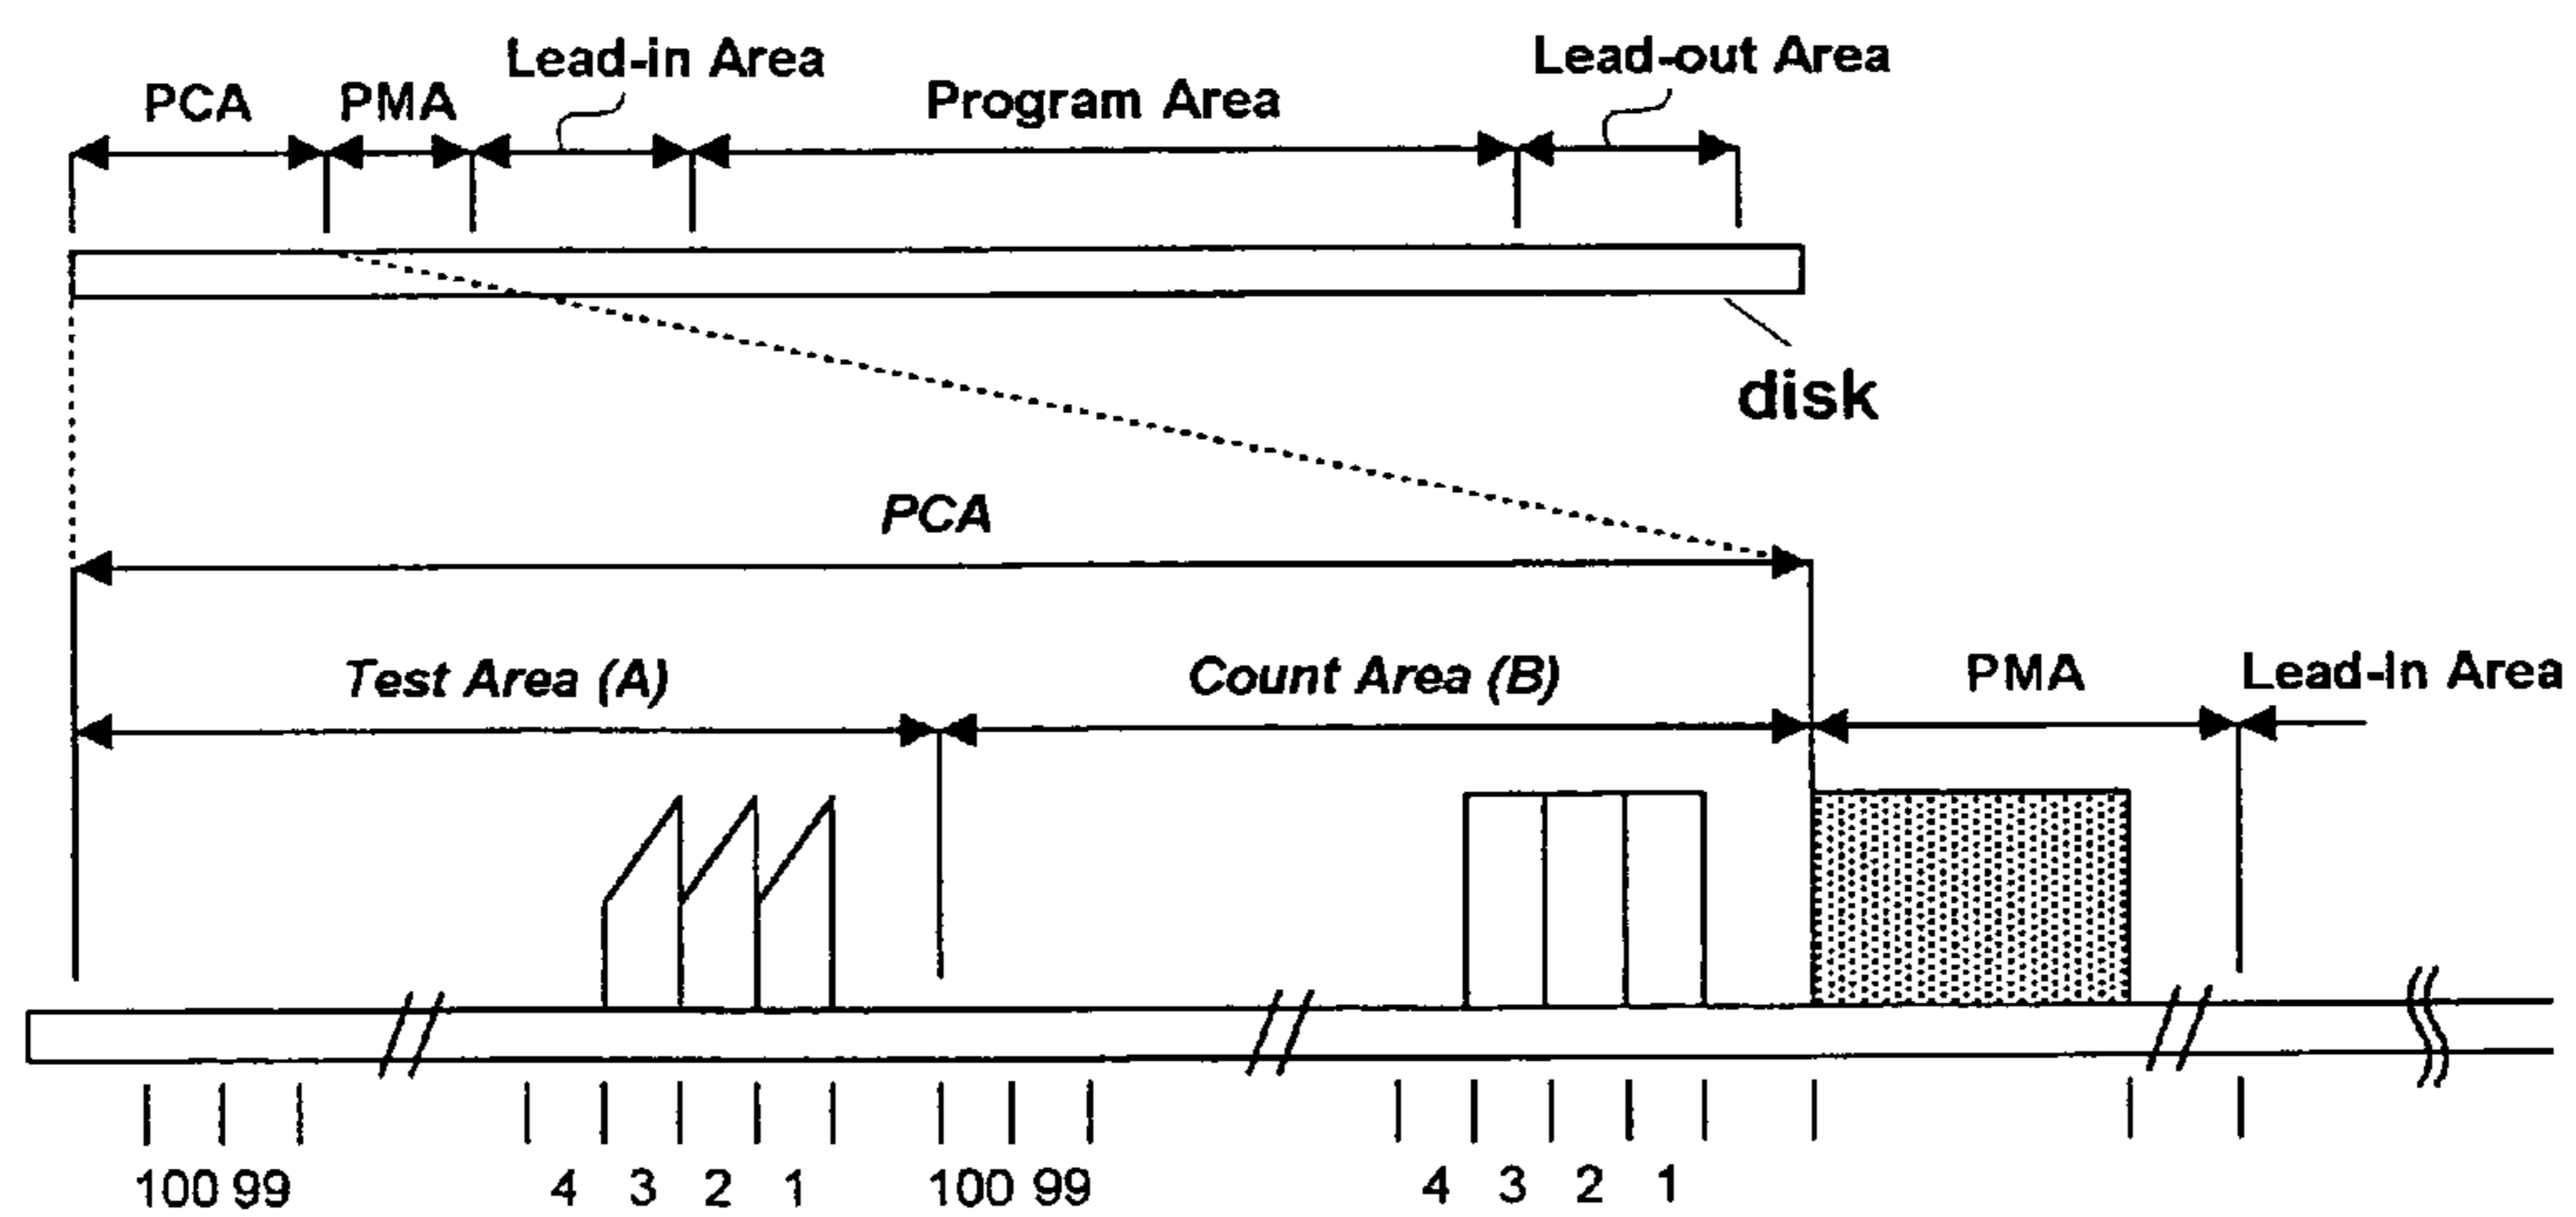 Lead-in Area
Lead-out Area
PCA
PMA
Program Area
disk
PCA
Test Area (A)
Count Area (B)
PMA
Lead-in Area
100 99 4 3 2 1 100 99 4 3 2 1